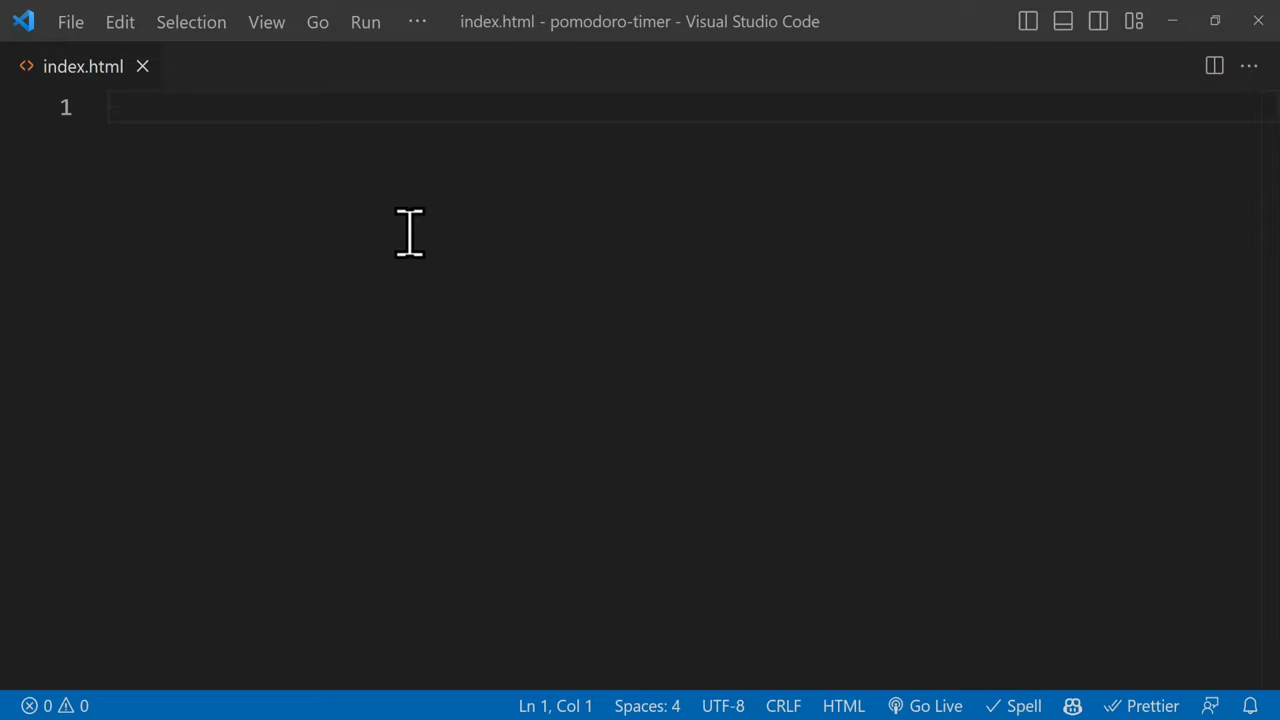 File Edit Selection View Go Run ··· index.html - pomodoro-timer - Visual Studio Code
index.html
1
0 0 Ln 1, Col 1 Spaces: 4 UTF-8 CRLF HTML Go Live Spell Prettier